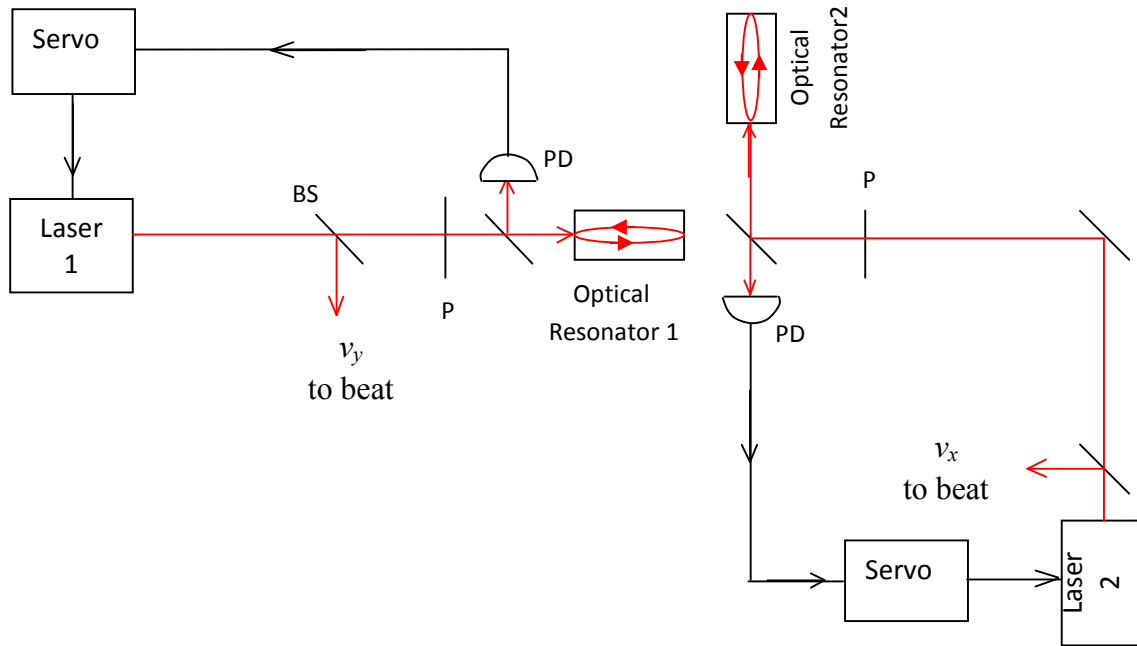 Servo
Optical
Resonator2
PD
P
BS
Laser
1
Optical
Resonator 1
P
PD
v_y
to beat
v_x
to beat
Servo
Laser
2